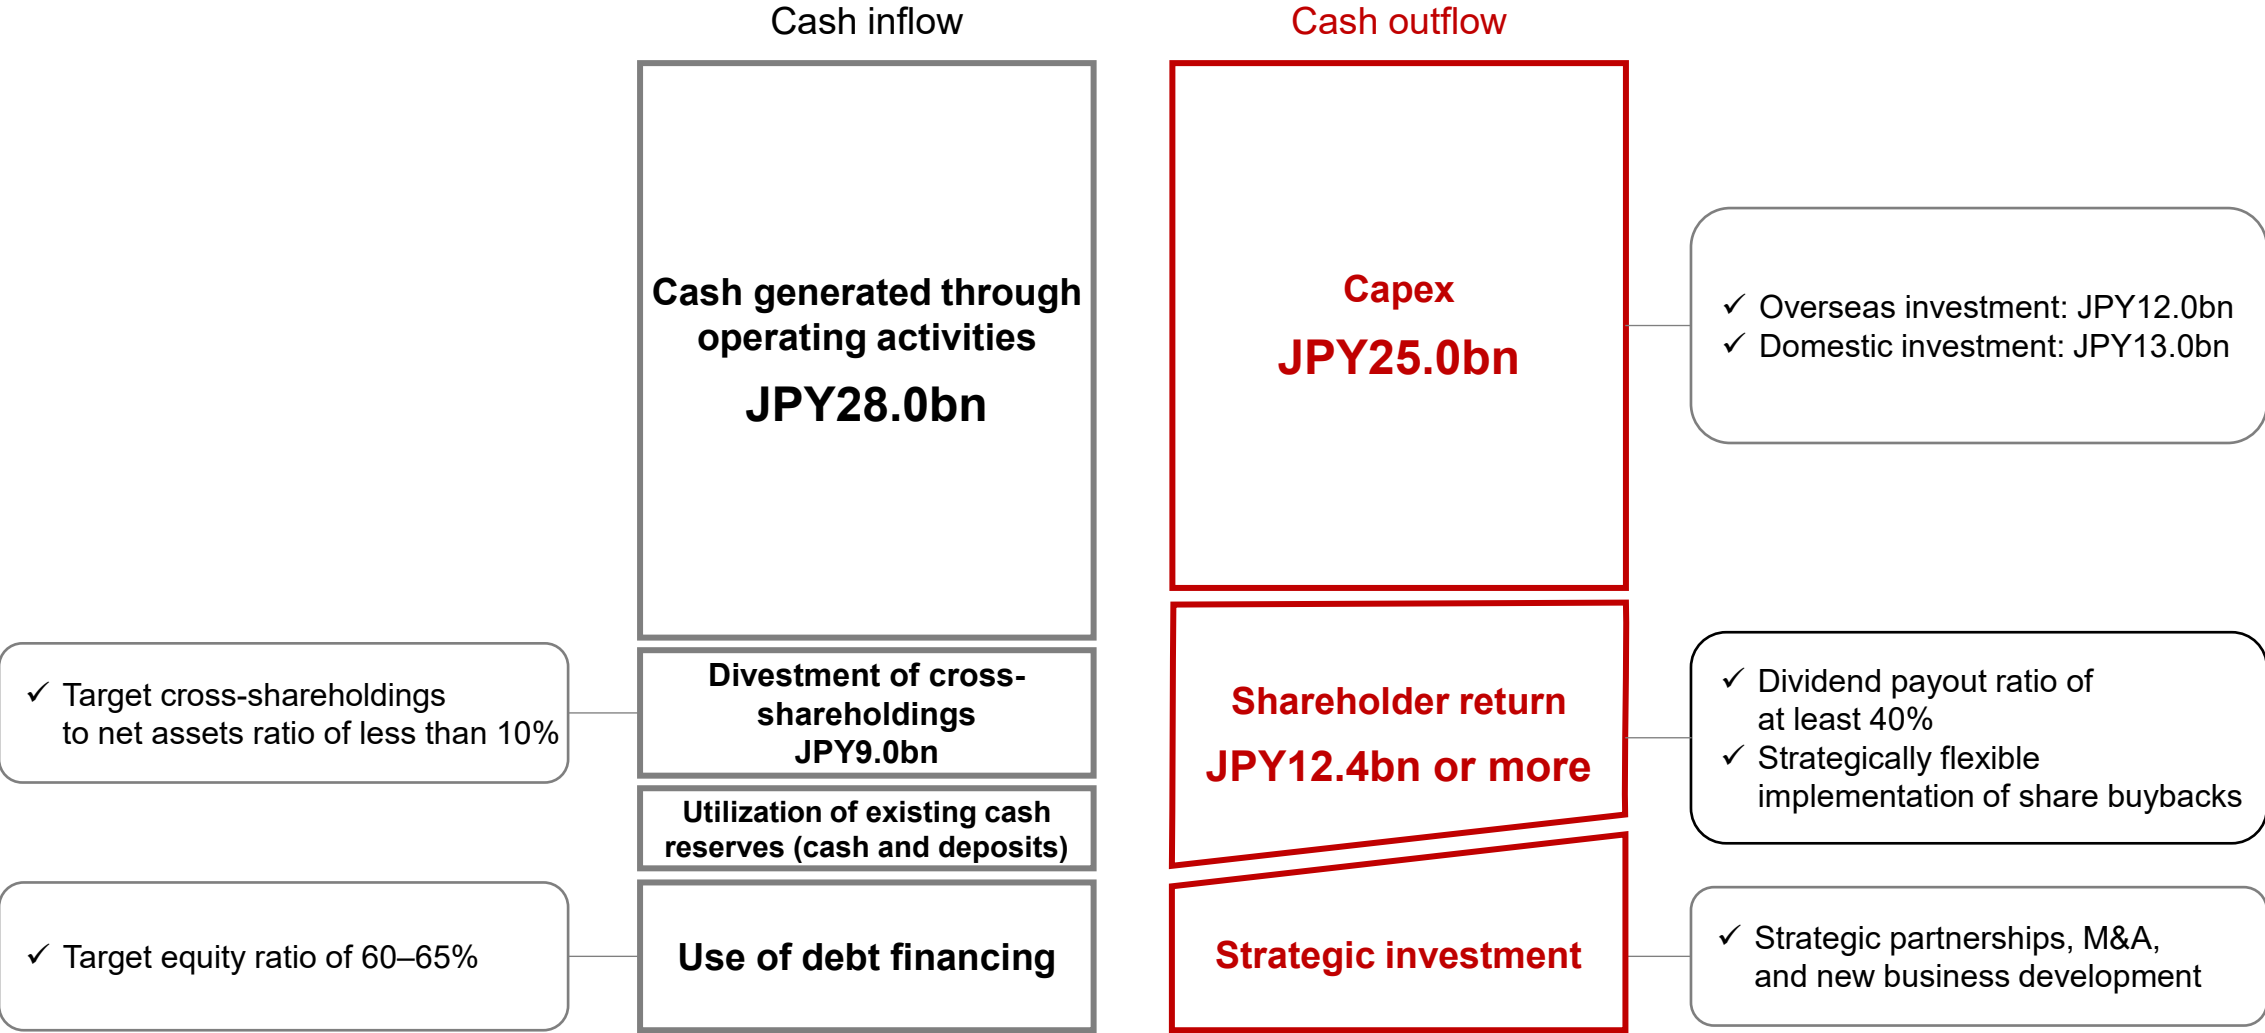 Cash inflow
Cash outflow
Cash generated through
operating activities
JPY28.0bn
Capex
JPY25.0bn
✓ Overseas investment: JPY12.0bn
✓ Domestic investment: JPY13.0bn
✓ Target cross-shareholdings
to net assets ratio of less than 10%
Divestment of cross-
shareholdings
JPY9.0bn
Shareholder return
JPY12.4bn or more
✓ Dividend payout ratio of
at least 40%
✓ Strategically flexible
implementation of share buybacks
Utilization of existing cash
reserves (cash and deposits)
✓ Target equity ratio of 60–65%
Use of debt financing
Strategic investment
✓ Strategic partnerships, M&A,
and new business development